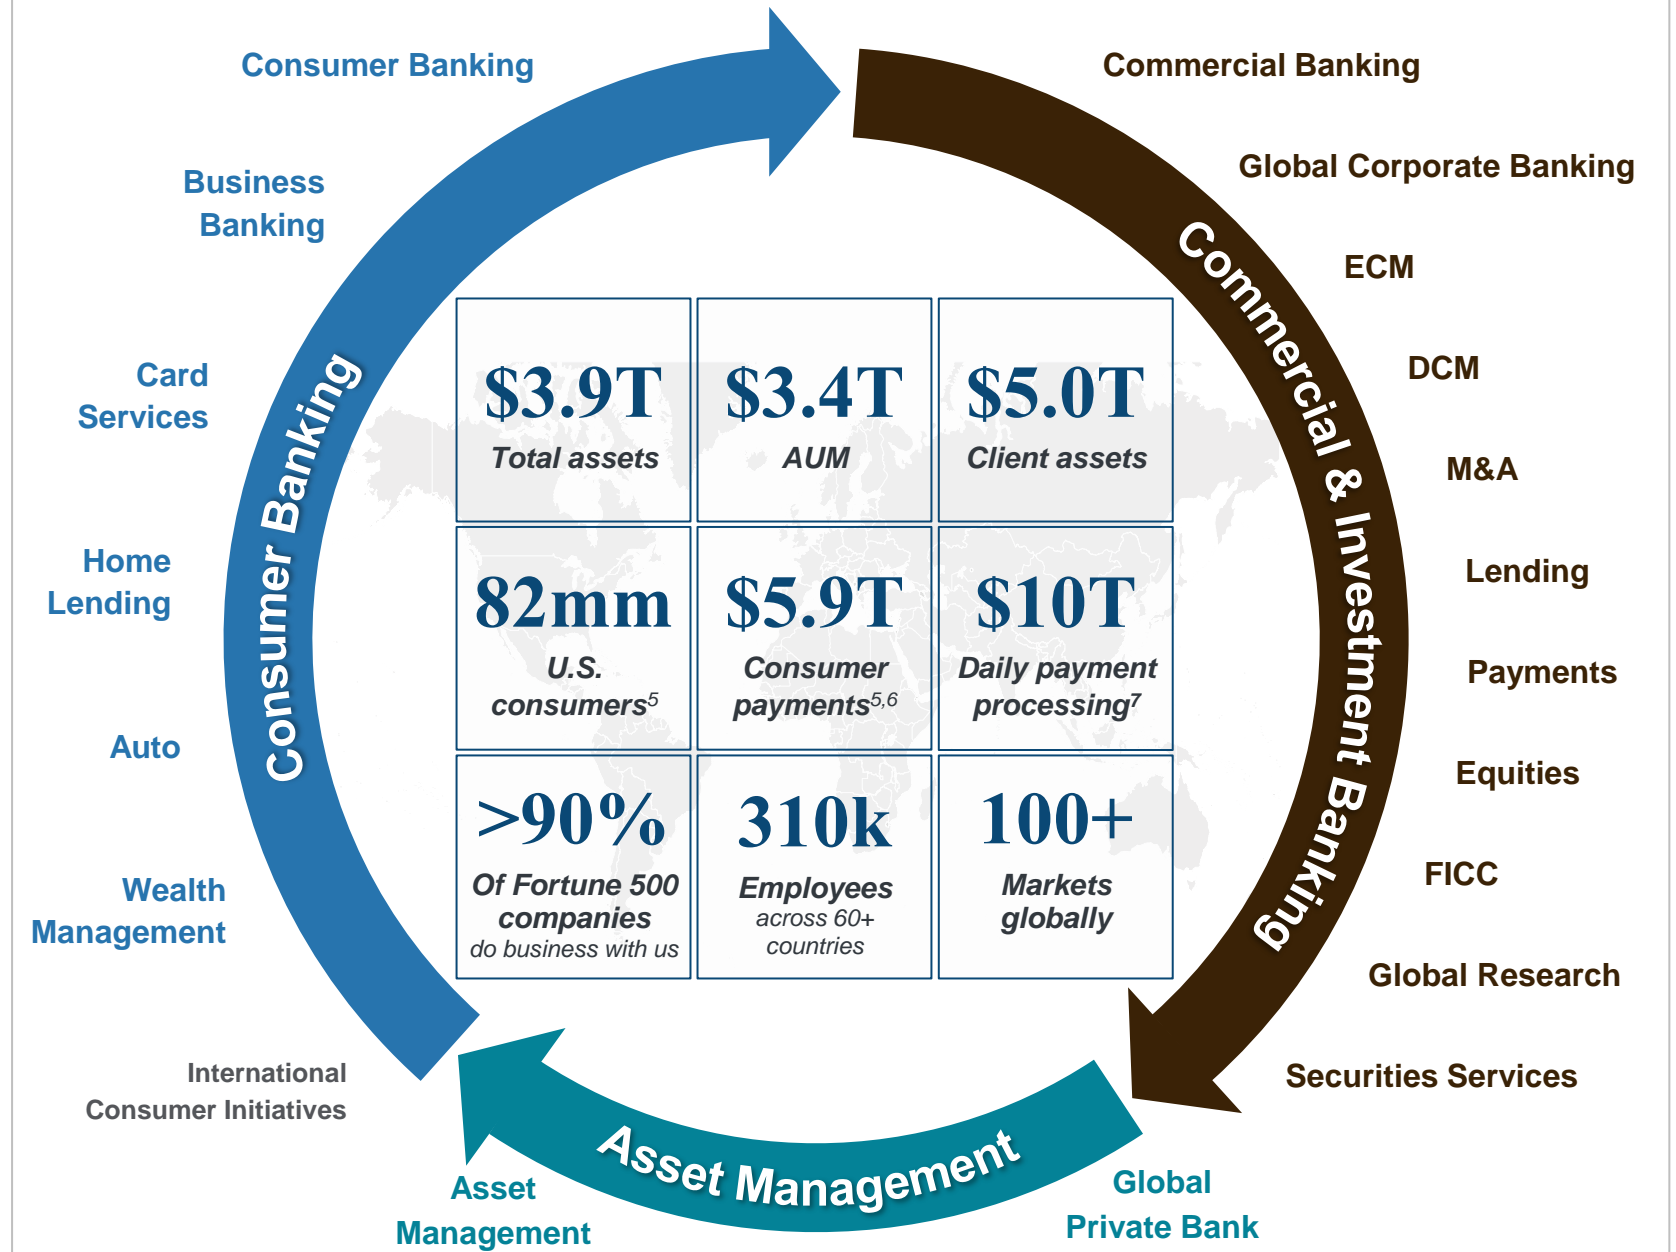 Consumer Banking
Business
Banking
Card
Services
Home
Lending
Auto
Wealth
Management
International
Consumer Initiatives
Consumer Banking
$3.9T
Total assets
$3.4T
AUM
$5.0T
Client assets
82mm
U.S.
consumers5
$5.9T
Consumer
payments5,6
$10T
Daily payment
processing7
>90%
Of Fortune 500
companies
do business with us
310k
Employees
across 60+
countries
100+
Markets
globally
Commercial & Investment Banking
Commercial Banking
Global Corporate Banking
ECM
DCM
M&A
Lending
Payments
Equities
FICC
Global Research
Securities Services
Asset Management
Asset
Management
Global
Private Bank